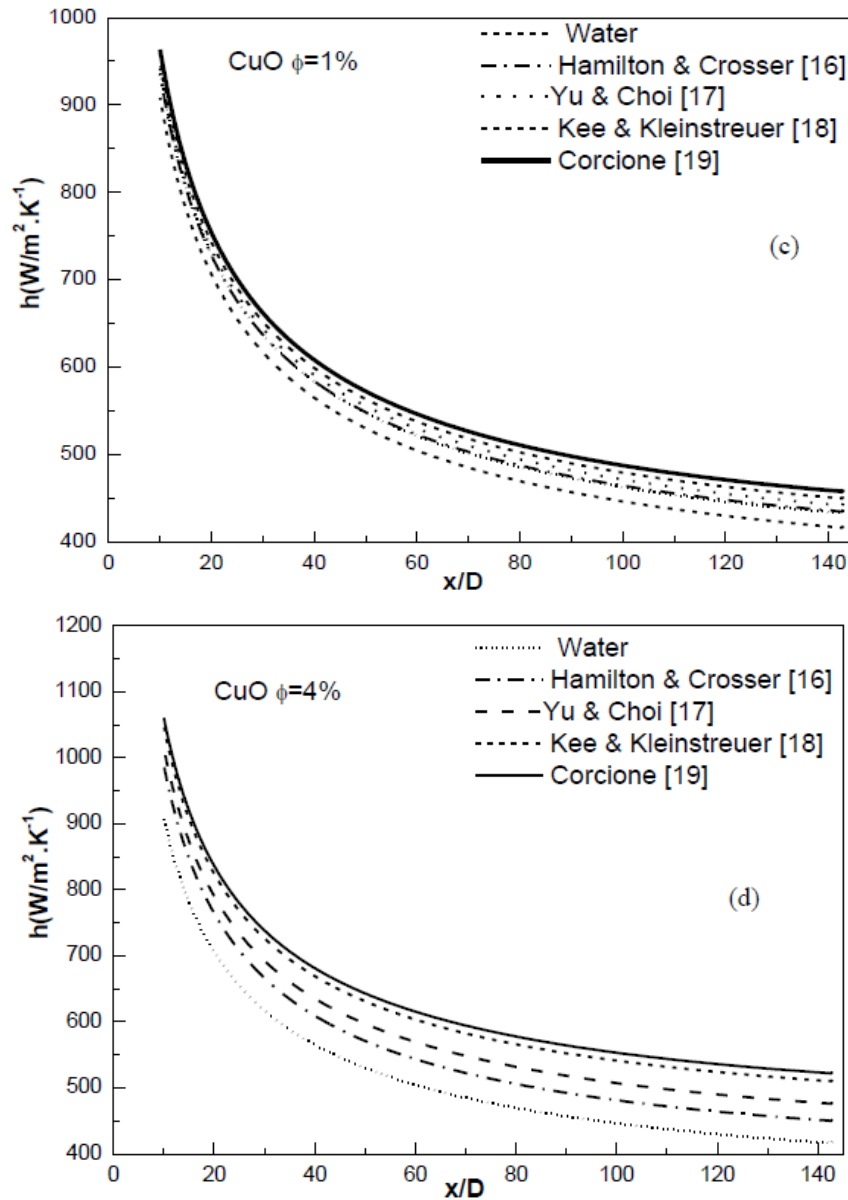 1000
900
800
700
600
500
400
h(W/m².K⁻¹)
CuO ϕ=1%
Water
Hamilton & Crosser [16]
Yu & Choi [17]
Kee & Kleinstreuer [18]
Corcione [19]
(c)
0 20 40 60 80 100 120 140
x/D
1200
1100
1000
900
800
700
600
500
400
h(W/m².K⁻¹)
CuO ϕ=4%
Water
Hamilton & Crosser [16]
Yu & Choi [17]
Kee & Kleinstreuer [18]
Corcione [19]
(d)
0 20 40 60 80 100 120 140
x/D